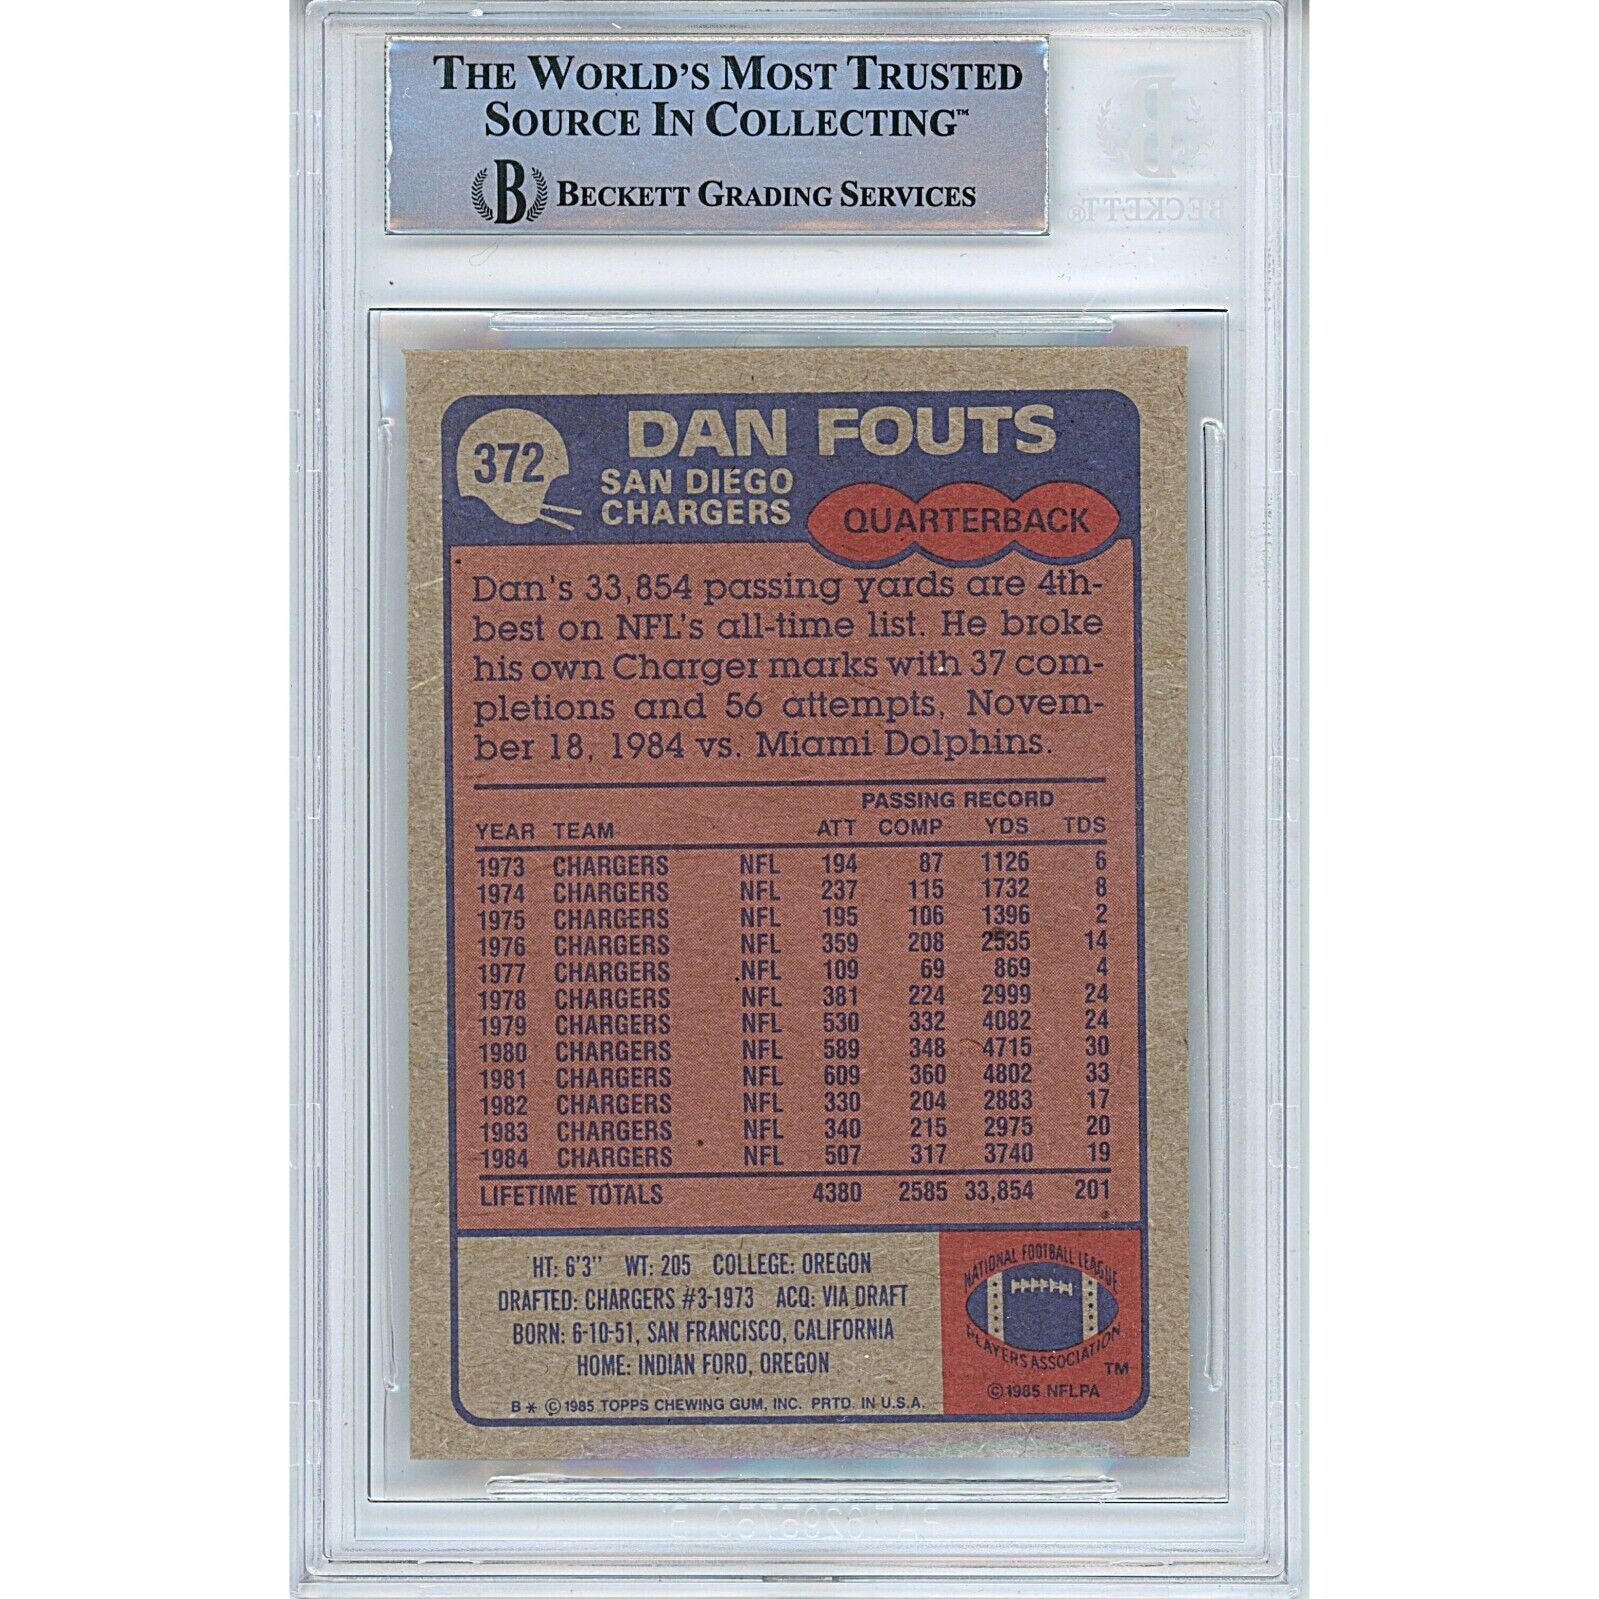 THE WORLD'S MOST TRUSTED
SOURCE IN COLLECTING™
B BECKETT GRADING SERVICES
B
BECKETT®
372
DAN FOUTS
SAN DIEGO
CHARGERS
QUARTERBACK
Dan's 33,854 passing yards are 4th-
best on NFL's all-time list. He broke
his own Charger marks with 37 com-
pletions and 56 attempts, Novem-
ber 18, 1984 vs. Miami Dolphins.
PASSING RECORD
YEAR TEAM ATT COMP YDS TDS
1973 CHARGERS NFL 194 87 1126 6
1974 CHARGERS NFL 237 115 1732 8
1975 CHARGERS NFL 195 106 1396 2
1976 CHARGERS NFL 359 208 2535 14
1977 CHARGERS NFL 109 69 869 4
1978 CHARGERS NFL 381 224 2999 24
1979 CHARGERS NFL 530 332 4082 24
1980 CHARGERS NFL 589 348 4715 30
1981 CHARGERS NFL 609 360 4802 33
1982 CHARGERS NFL 330 204 2883 17
1983 CHARGERS NFL 340 215 2975 20
1984 CHARGERS NFL 507 317 3740 19
LIFETIME TOTALS 4380 2585 33,854 201
HT: 6'3" WT: 205 COLLEGE: OREGON
DRAFTED: CHARGERS #3-1973 ACQ: VIA DRAFT
BORN: 6-10-51, SAN FRANCISCO, CALIFORNIA
HOME: INDIAN FORD, OREGON
B * © 1985 TOPPS CHEWING GUM, INC. PRTD. IN U.S.A.
NATIONAL FOOTBALL LEAGUE
PLAYERS ASSOCIATION
TM
© 1985 NFLPA